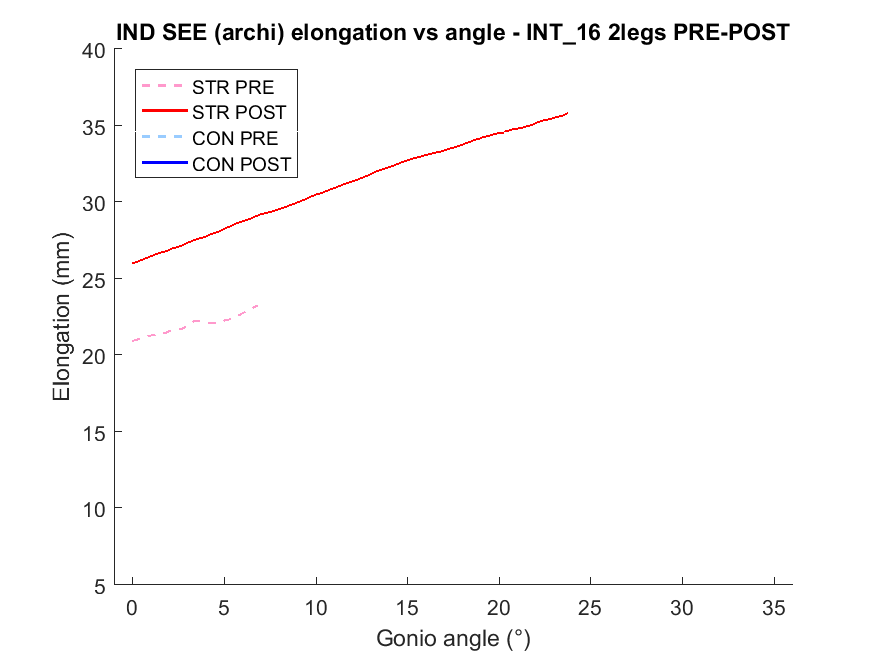 IND SEE (archi) elongation vs angle - INT_16 2legs PRE-POST
40
35
30
25
20
15
10
5
Elongation (mm)
STR PRE
STR POST
CON PRE
CON POST
0 5 10 15 20 25 30 35
Gonio angle (°)